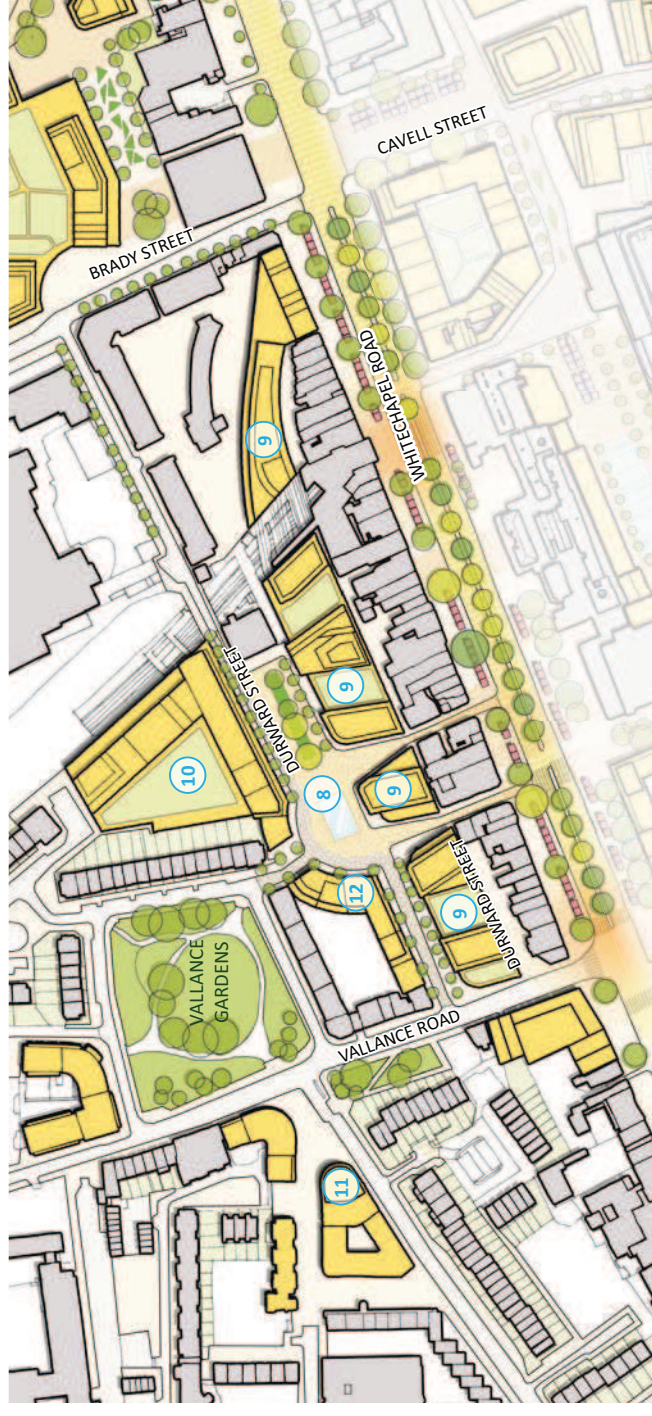 CAVELL STREET
BRADY STREET
WHITECHAPEL ROAD
9
DURWARD STREET
9
10
8
9
12
9
DURWARD STREET
VALLANCE
GARDENS
VALLANCE ROAD
11